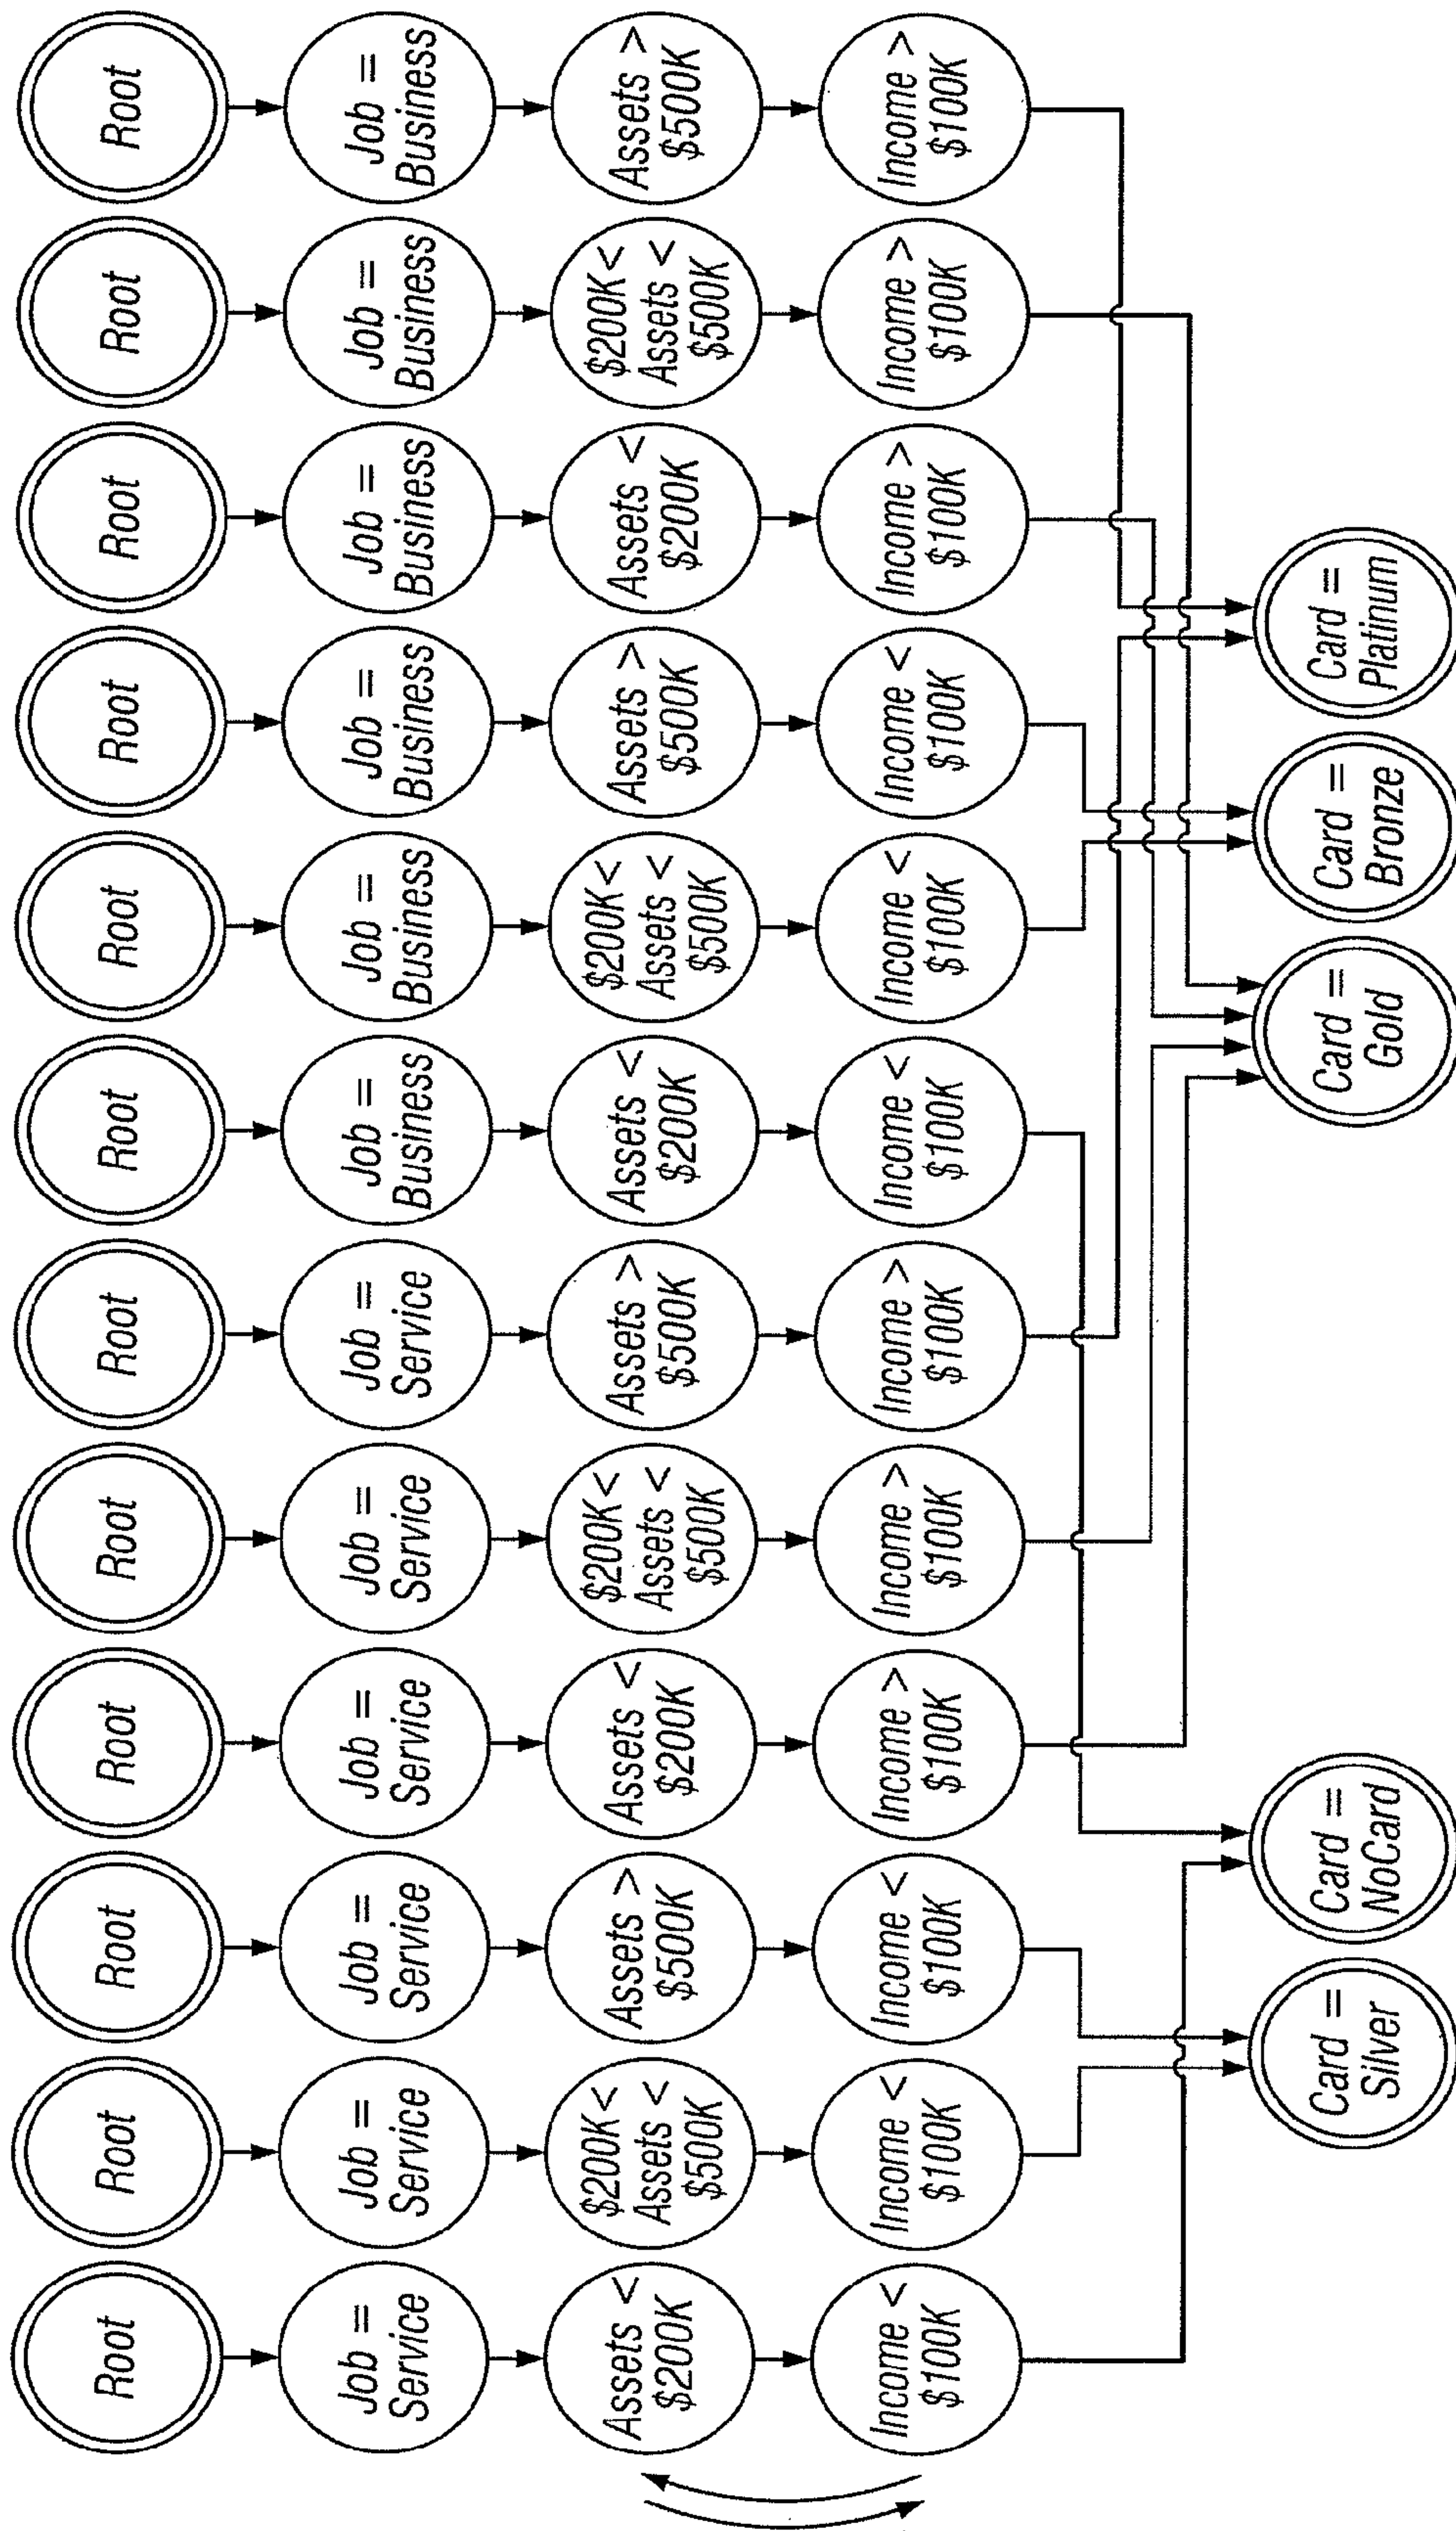 Root
Root
Root
Root
Root
Root
Root
Root
Root
Root
Root
Root
Job =
Service
Job =
Service
Job =
Service
Job =
Service
Job =
Service
Job =
Service
Job =
Business
Job =
Business
Job =
Business
Job =
Business
Job =
Business
Job =
Business
Assets <
$200K
$200K<
Assets <
$500K
Assets >
$500K
Assets <
$200K
$200K<
Assets <
$500K
Assets >
$500K
Assets <
$200K
$200K<
Assets <
$500K
Assets >
$500K
Assets <
$200K
$200K<
Assets <
$500K
Assets >
$500K
Income <
$100K
Income <
$100K
Income <
$100K
Income >
$100K
Income >
$100K
Income >
$100K
Income <
$100K
Income <
$100K
Income <
$100K
Income >
$100K
Income >
$100K
Income >
$100K
Card =
Silver
Card =
NoCard
Card =
Gold
Card =
Bronze
Card =
Platinum